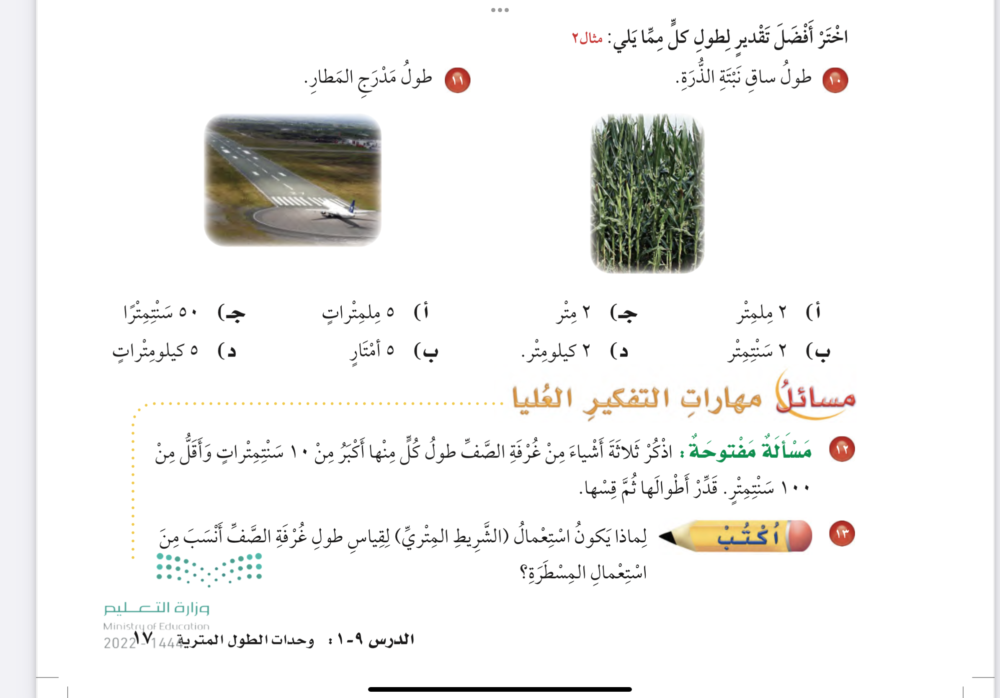 اخْتَرْ أَفْضَلَ تَقْديرٍ لِطولِ كلٍّ مِمَّا يَلي: مثال٢
١٠ طولُ ساقِ نَبْتَةِ الذُّرَةِ.
أ) ٢ مِلمِتْر
جـ) ٢ مِتْر
ب) ٢ سَنْتِمِتْر
د) ٢ كيلومِتْر.
١١ طولُ مَدْرَجِ المَطارِ.
أ) ٥ مِلمِتْراتٍ
جـ) ٥٠ سَنْتِمِتْرًا
ب) ٥ أمْتَارٍ
د) ٥ كيلومِتْراتٍ
مسائلُ مهاراتِ التفكيرِ العُليا
١٢ مَسْأَلَةٌ مَفْتوحَةٌ: اذْكُرْ ثَلاثَةَ أَشْياءَ مِنْ غُرْفَةِ الصَّفِّ طولُ كُلٍّ مِنْها أَكْبَرُ مِنْ ١٠ سَنْتِمِتْراتٍ وَأَقَلُّ مِنْ
١٠٠ سَنْتِمِتْرٍ. قَدِّرْ أَطْوالَها ثُمَّ قِسْها.
١٣ اُكْتُبْ لِماذا يَكونُ اسْتِعْمالُ (الشَّرِيطِ المِتْريِّ) لِقِياسِ طولِ غُرْفَةِ الصَّفِّ أَنْسَبَ مِنَ
اسْتِعْمالِ المِسْطَرَةِ؟
وزارة التعليم
Ministry of Education
2022 - 1444
الدرس ٩-١: وحدات الطول المترية ١٧